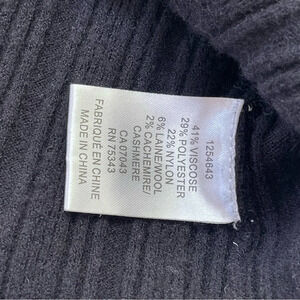 1254643
41% VISCOSE
29% POLYESTER
22% NYLON
6% LAINE/WOOL
2% CACHEMIRE/
CASHMERE
CA 07043
RN 75343
FABRIQUÉ EN CHINE
MADE IN CHINA